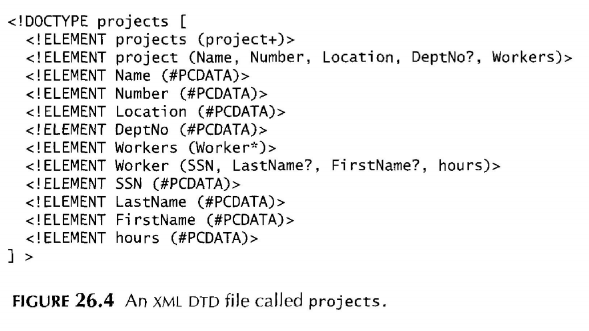 <!DOCTYPE projects [
<!ELEMENT projects (project+)>
<!ELEMENT project (Name, Number, Location, DeptNo?, Workers)>
<!ELEMENT Name (#PCDATA)>
<!ELEMENT Number (#PCDATA)>
<!ELEMENT Location (#PCDATA)>
<!ELEMENT DeptNo (#PCDATA)>
<!ELEMENT Workers (Worker*)>
<!ELEMENT Worker (SSN, LastName?, FirstName?, hours)>
<!ELEMENT SSN (#PCDATA)>
<!ELEMENT LastName (#PCDATA)>
<!ELEMENT FirstName (#PCDATA)>
<!ELEMENT hours (#PCDATA)>
] >
FIGURE 26.4 An XML DTD file called projects.